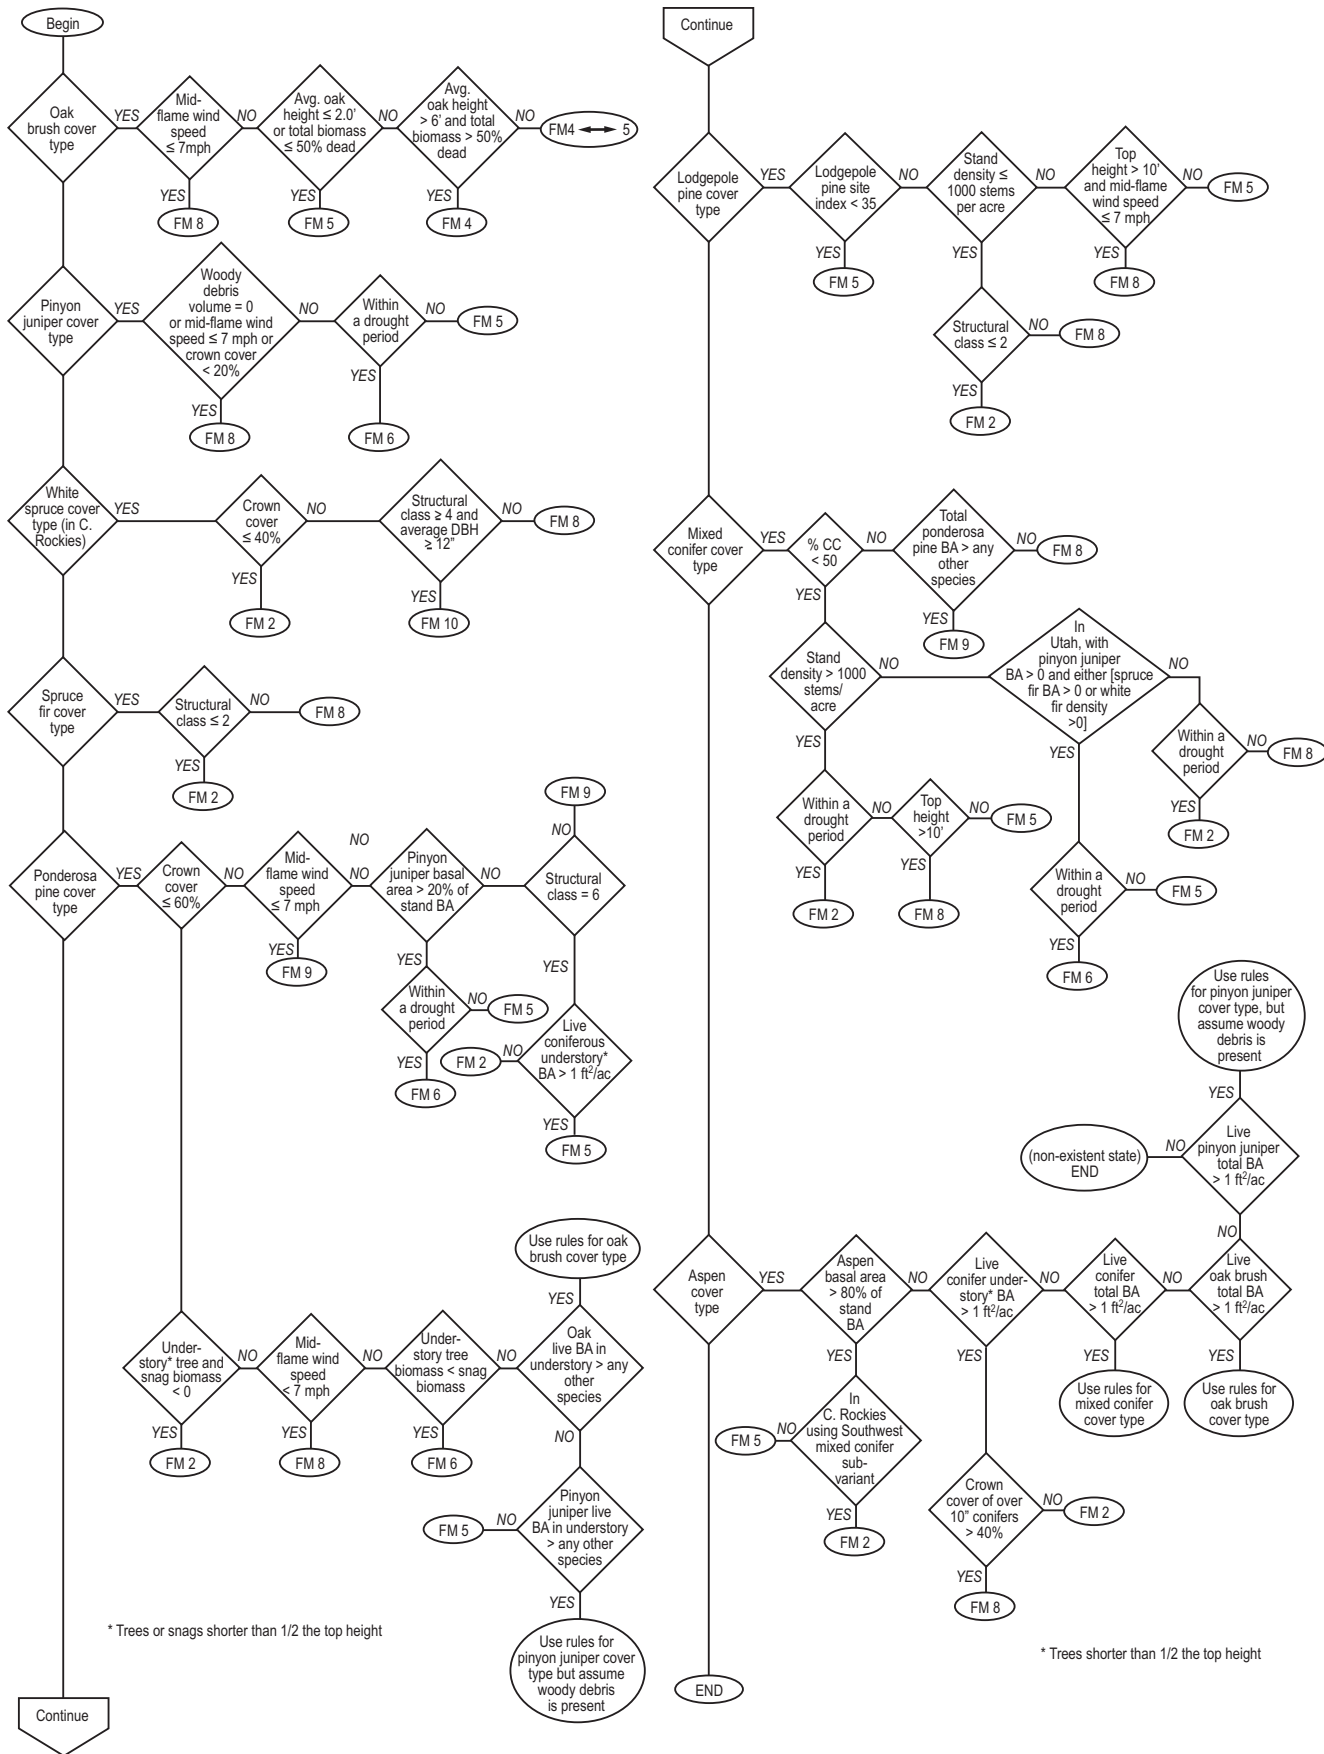 Begin
Oak
brush cover
type
YES
Mid-
flame wind
speed
≤ 7mph
NO
YES
FM 8
Avg. oak
height ≤ 2.0'
or total biomass
≤ 50% dead
NO
YES
FM 5
Avg.
oak height
> 6' and total
biomass > 50%
dead
NO
YES
FM 4
FM4
5
Pinyon
juniper cover
type
YES
Woody
debris
volume = 0
or mid-flame wind
speed ≤ 7 mph or
crown cover
< 20%
NO
YES
FM 8
Within
a drought
period
NO
FM 5
YES
FM 6
White
spruce cover
type (in C.
Rockies)
YES
Crown
cover
≤ 40%
NO
YES
FM 2
Structural
class ≥ 4 and
average DBH
≥ 12"
NO
FM 8
YES
FM 10
Spruce
fir cover
type
YES
Structural
class ≤ 2
NO
FM 8
YES
FM 2
Ponderosa
pine cover
type
YES
Crown
cover
≤ 60%
NO
Mid-
flame wind
speed
≤ 7 mph
NO
NO
YES
FM 9
Pinyon
juniper basal
area > 20% of
stand BA
NO
YES
Within
a drought
period
NO
FM 5
YES
FM 6
FM 9
NO
Structural
class = 6
YES
Live
coniferous
understory*
BA > 1 ft²/ac
NO
FM 2
YES
FM 5
Under-
story* tree and
snag biomass
< 0
NO
YES
FM 2
Mid-
flame wind
speed
< 7 mph
NO
YES
FM 8
Under-
story tree
biomass < snag
biomass
NO
YES
FM 6
Use rules for oak
brush cover type
YES
Oak
live BA in
understory > any
other
species
NO
Pinyon
juniper live
BA in understory
> any other
species
NO
FM 5
YES
Use rules for
pinyon juniper cover
type but assume
woody debris
is present
* Trees or snags shorter than 1/2 the top height
Continue
Continue
Lodgepole
pine cover
type
YES
Lodgepole
pine site
index < 35
NO
YES
FM 5
Stand
density ≤
1000 stems
per acre
NO
YES
Structural
class ≤ 2
NO
FM 8
YES
FM 2
Top
height > 10'
and mid-flame
wind speed
≤ 7 mph
NO
FM 5
YES
FM 8
Mixed
conifer cover
type
YES
% CC
< 50
NO
YES
Total
ponderosa
pine BA > any
other
species
NO
FM 8
YES
FM 9
Stand
density > 1000
stems/
acre
NO
YES
Within a
drought
period
NO
YES
FM 2
Top
height
>10'
NO
FM 5
YES
FM 8
In
Utah, with
pinyon juniper
BA > 0 and either [spruce
fir BA > 0 or white
fir density
>0]
NO
YES
Within a
drought
period
NO
FM 8
YES
FM 2
Within a
drought
period
NO
FM 5
YES
FM 6
Aspen
cover
type
YES
Aspen
basal area
> 80% of
stand
BA
NO
YES
In
C. Rockies
using Southwest
mixed conifer
sub-
variant
NO
FM 5
YES
FM 2
Live
conifer under-
story* BA
> 1 ft²/ac
NO
YES
Crown
cover of over
10" conifers
> 40%
NO
FM 2
YES
FM 8
Live
conifer
total BA
> 1 ft²/ac
NO
YES
Use rules for
mixed conifer
cover type
Live
oak brush
total BA
> 1 ft²/ac
YES
Use rules for
oak brush
cover type
NO
Live
pinyon juniper
total BA
> 1 ft²/ac
NO
(non-existent state)
END
YES
Use rules
for pinyon juniper
cover type, but
assume woody
debris is
present
END
* Trees shorter than 1/2 the top height